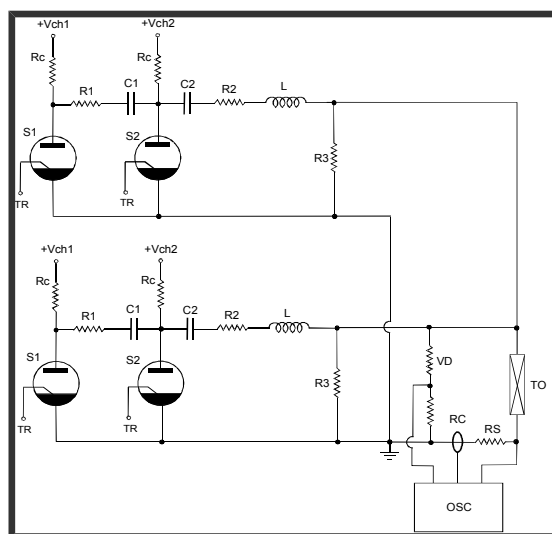 +Vch1 +Vch2
Rc Rc
R1 C1 C2 R2 L
S1 S2
R3
TR TR
+Vch1 +Vch2
Rc Rc
R1 C1 C2 R2 L
S1 S2
R3 VD TO
TR TR
RC RS
OSC